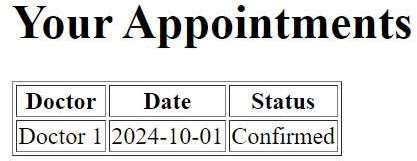 Your Appointments
Doctor Date Status
Doctor 1 2024-10-01 Confirmed